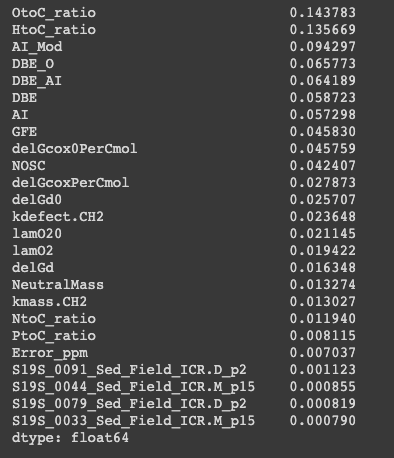 OtoC_ratio 0.143783
HtoC_ratio 0.135669
AI_Mod 0.094297
DBE_O 0.065773
DBE_AI 0.064189
DBE 0.058723
AI 0.057298
GFE 0.045830
delGcox0PerCmol 0.045759
NOSC 0.042407
delGcoxPerCmol 0.027873
delGd0 0.025707
kdefect.CH2 0.023648
lamO20 0.021145
lamO2 0.019422
delGd 0.016348
NeutralMass 0.013274
kmass.CH2 0.013027
NtoC_ratio 0.011940
PtoC_ratio 0.008115
Error_ppm 0.007037
S19S_0091_Sed_Field_ICR.D_p2 0.001123
S19S_0044_Sed_Field_ICR.M_p15 0.000855
S19S_0079_Sed_Field_ICR.D_p2 0.000819
S19S_0033_Sed_Field_ICR.M_p15 0.000790
dtype: float64